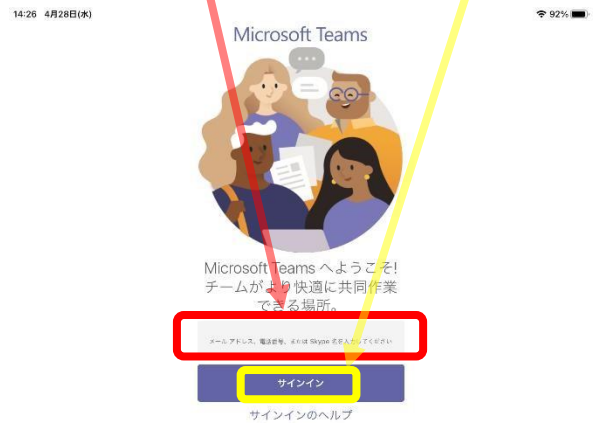 14:26 4月28日(水)
92%
Microsoft Teams
Microsoft Teams へようこそ!
チームがより快適に共同作業
できる場所。
メール アドレス、電話番号、または Skype 名を入力してください
サインイン
サインインのヘルプ